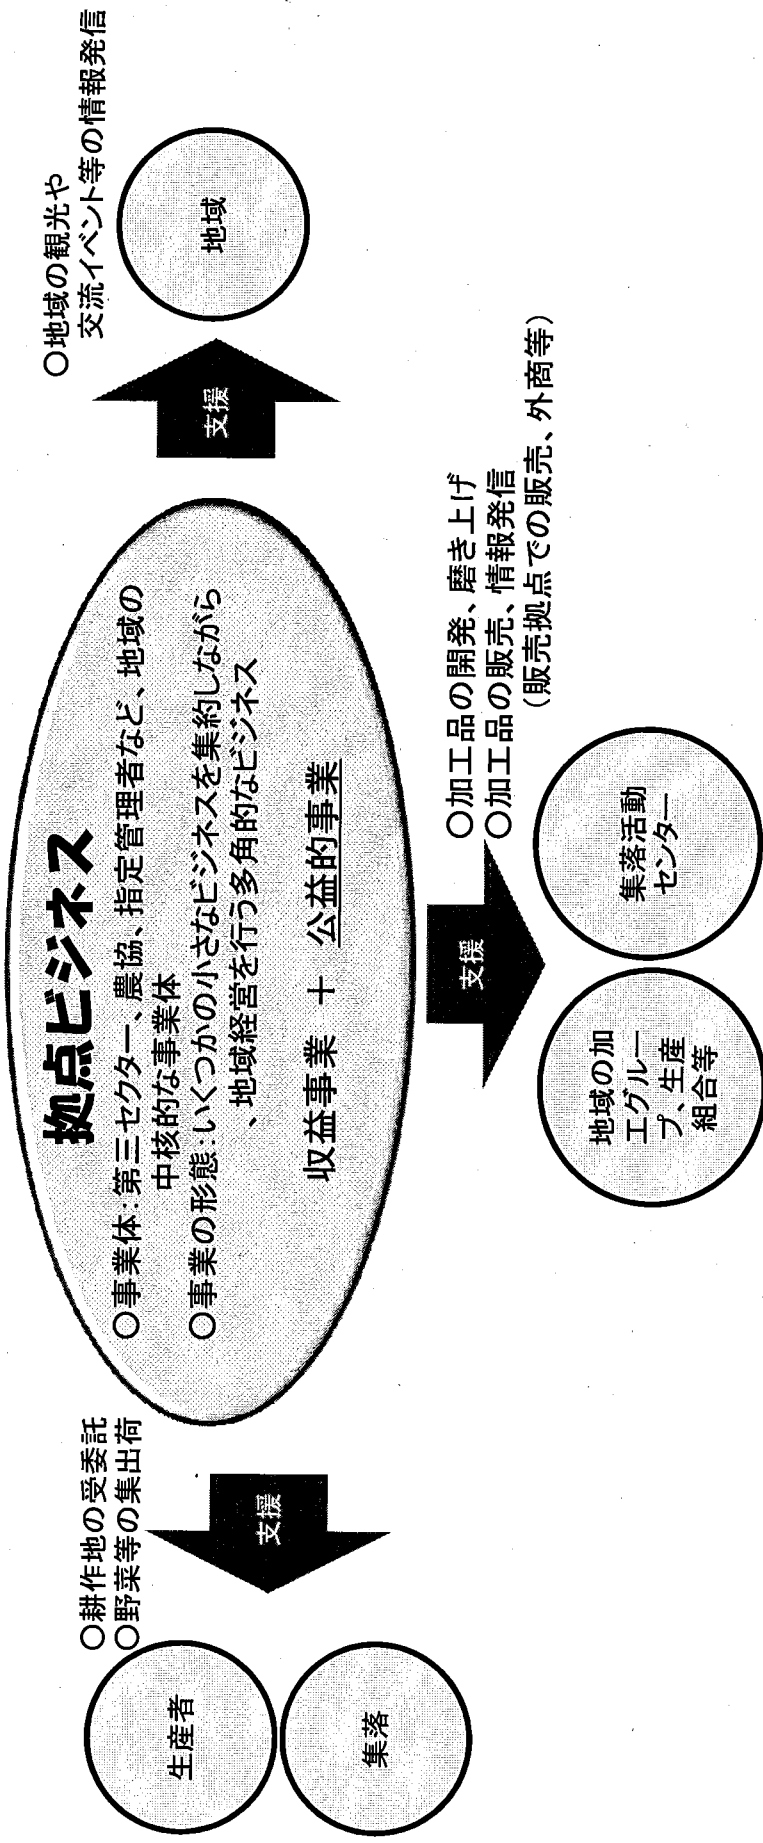 拠点ビジネス
○事業体:第三セクター、農協、指定管理者など、地域の
中核的な事業体
○事業の形態:いくつかの小さなビジネスを集約しながら
、地域経営を行う多角的なビジネス
収益事業 + 公益的事業
○耕作地の受委託
○野菜等の集出荷
支援
生産者
集落
支援
○加工品の開発、磨き上げ
○加工品の販売、情報発信
(販売拠点での販売、外商等)
地域の加
工グルー
プ、生産
組合等
集落活動
センター
○地域の観光や
交流イベント等の情報発信
支援
地域